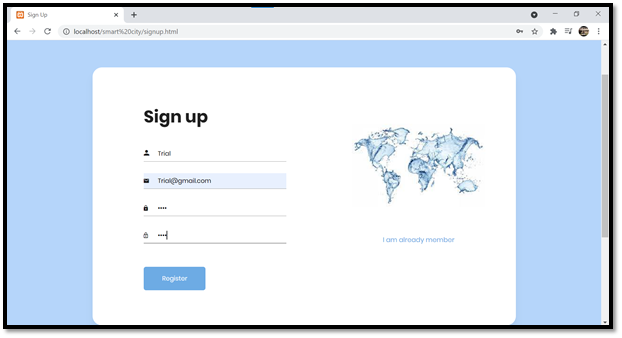 Sign Up
localhost/smart%20city/signup.html
Sign up
Trial
Trial@gmail.com
••••
••••
I am already member
Register